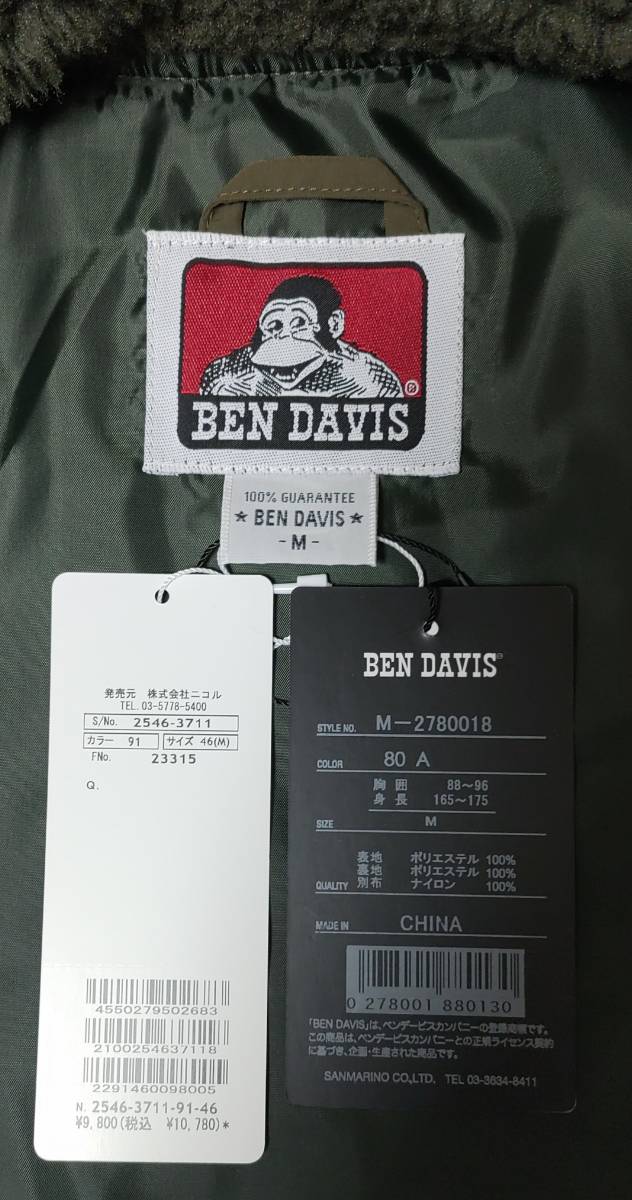 BEN DAVIS
®
100% GUARANTEE
★ BEN DAVIS ★
- M -
発売元 株式会社ニコル
TEL. 03-5778-5400
S/No. 2546-3711
カラー 91 サイズ 46(M)
FNo. 23315
Q.
4550279502683
2100254637118
2291460098005
N. 2546-3711-91-46
¥9,800(税込 ¥10,780)*
BEN DAVIS®
STYLE NO. M-2780018
COLOR 80 A
胸囲 88~96
身長 165~175
SIZE M
表地 ポリエステル 100%
裏地 ポリエステル 100%
QUALITY 別布 ナイロン 100%
MADE IN CHINA
0 278001 880130
「BEN DAVIS」は、ベンデービスカンパニーの登録商標です。
この商品は、ベンデービスカンパニーとの正規ライセンス契約
に基づき、企画・生産された商品です。
SANMARINO CO.,LTD. TEL 03-3634-8411